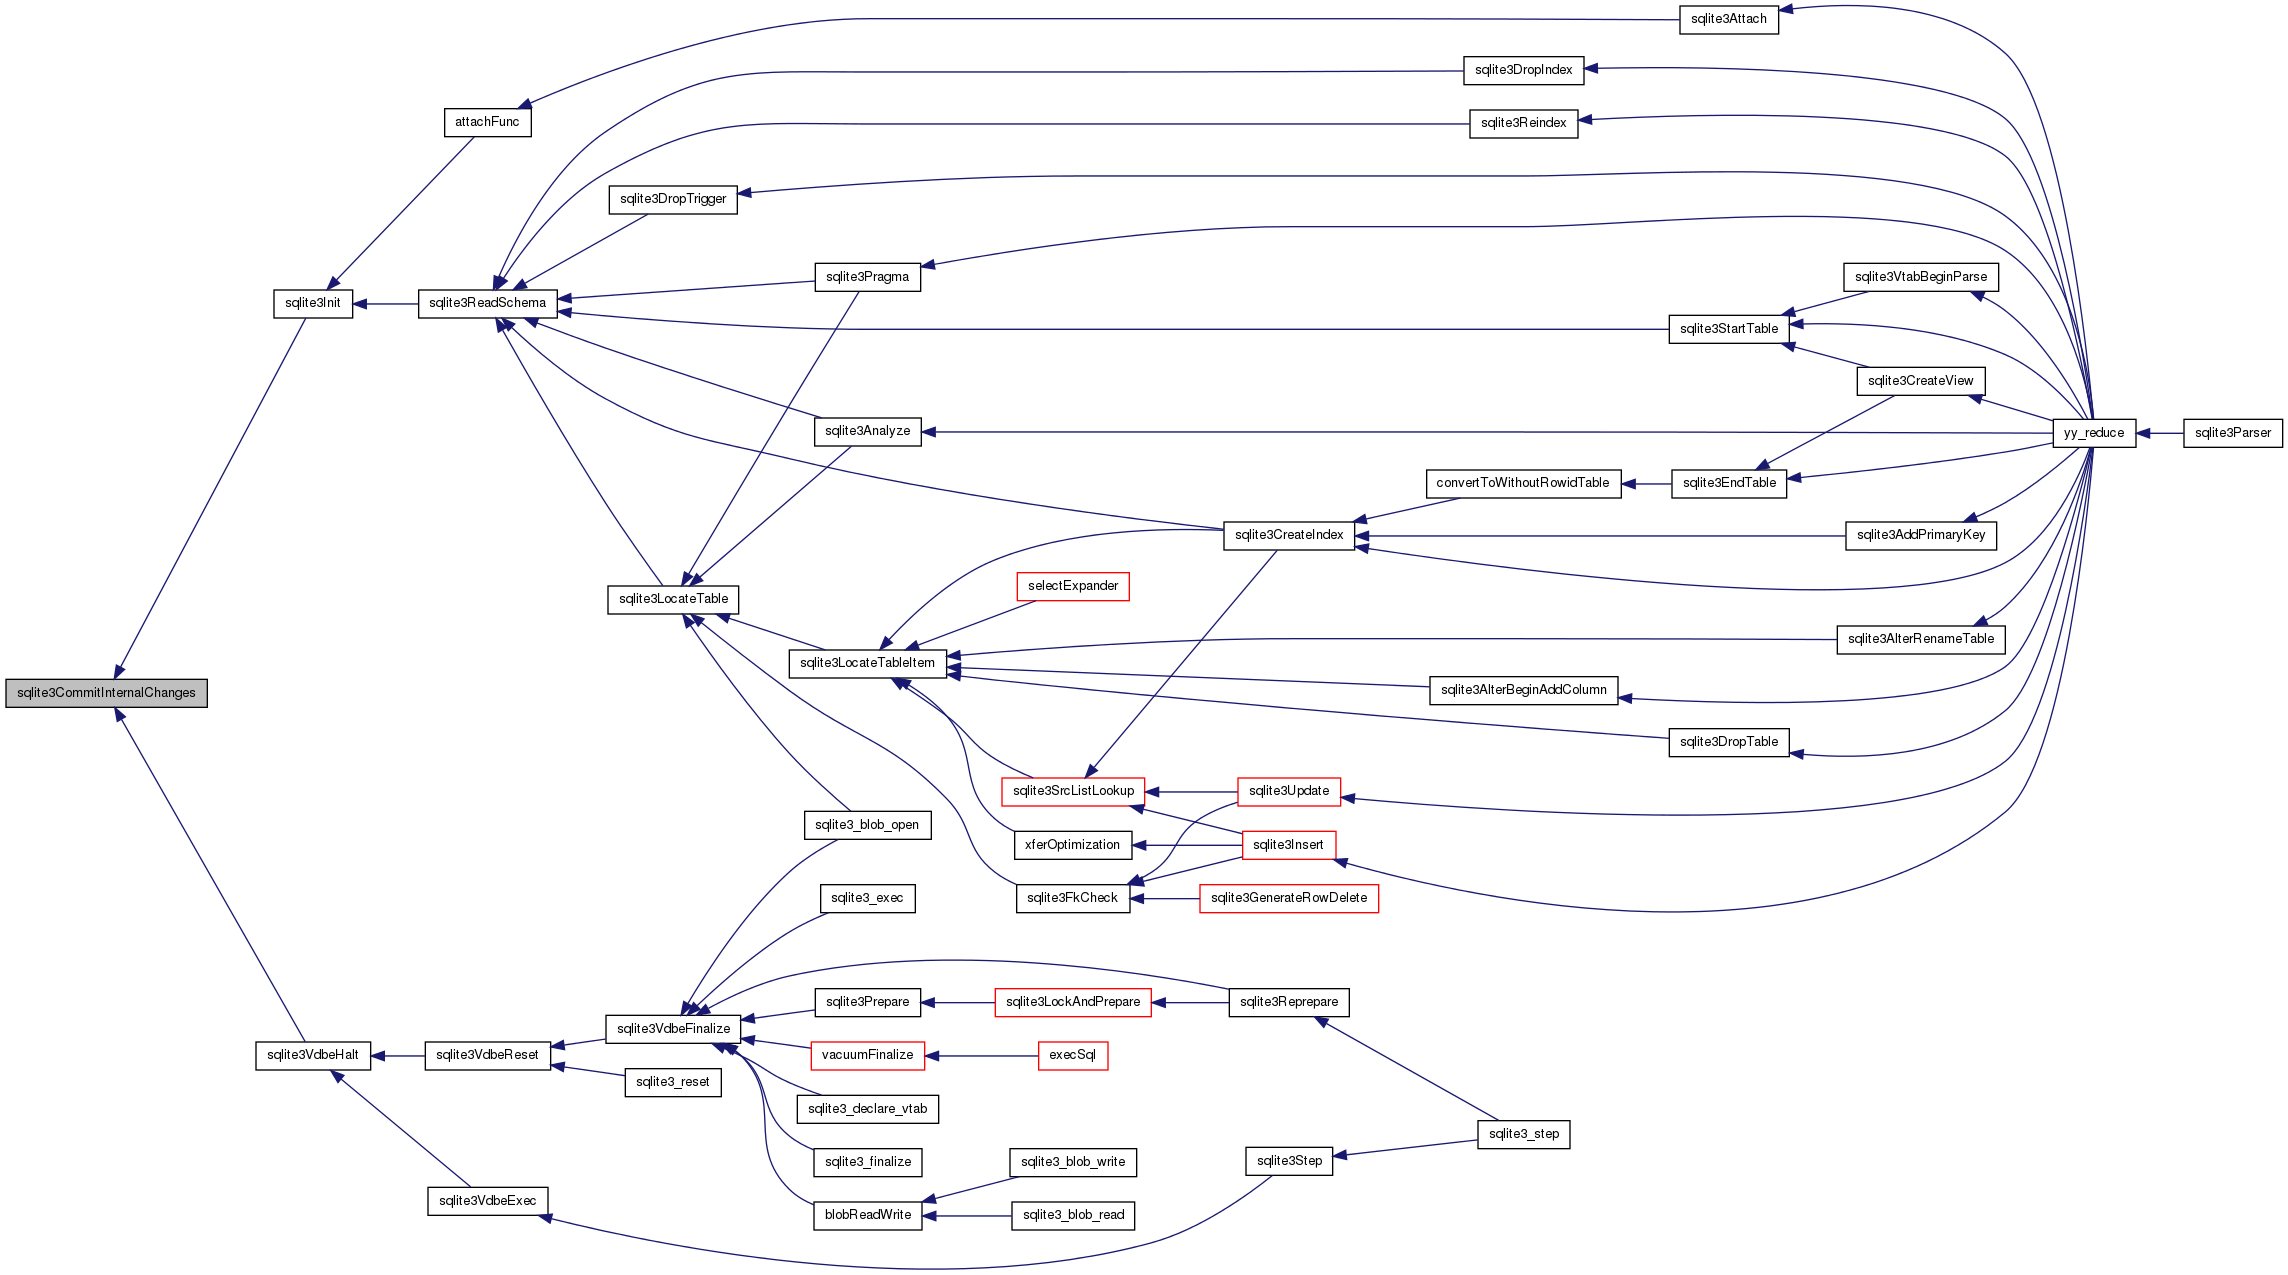 sqlite3Attach
sqlite3DropIndex
attachFunc
sqlite3Reindex
sqlite3DropTrigger
sqlite3Pragma
sqlite3VtabBeginParse
sqlite3Init
sqlite3ReadSchema
sqlite3StartTable
sqlite3CreateView
sqlite3Analyze
yy_reduce
sqlite3Parser
convertToWithoutRowidTable
sqlite3EndTable
sqlite3CreateIndex
sqlite3AddPrimaryKey
selectExpander
sqlite3LocateTable
sqlite3AlterRenameTable
sqlite3LocateTableItem
sqlite3CommitInternalChanges
sqlite3AlterBeginAddColumn
sqlite3DropTable
sqlite3SrcListLookup
sqlite3Update
sqlite3_blob_open
xferOptimization
sqlite3Insert
sqlite3_exec
sqlite3FkCheck
sqlite3GenerateRowDelete
sqlite3Prepare
sqlite3LockAndPrepare
sqlite3Reprepare
sqlite3VdbeFinalize
sqlite3VdbeHalt
sqlite3VdbeReset
vacuumFinalize
execSql
sqlite3_reset
sqlite3_declare_vtab
sqlite3_step
sqlite3_finalize
sqlite3_blob_write
sqlite3Step
sqlite3VdbeExec
blobReadWrite
sqlite3_blob_read